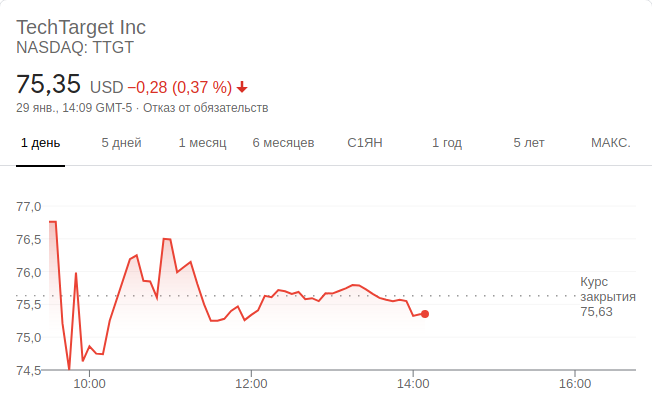 TechTarget Inc
NASDAQ: TTGT
75,35 USD −0,28 (0,37 %)
29 янв., 14:09 GMT-5 · Отказ от обязательств
1 день 5 дней 1 месяц 6 месяцев С1ЯН 1 год 5 лет МАКС.
77,0
76,5
76,0
75,5
75,0
74,5
Курс
закрытия
75,63
10:00 12:00 14:00 16:00